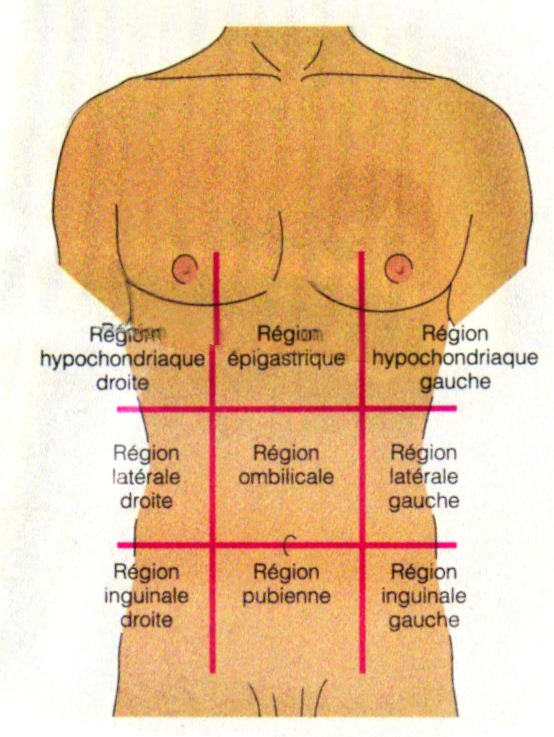 Région
hypochondriaque
droite
Région
épigastrique
Région
hypochondriaque
gauche
Région
latérale
droite
Région
ombilicale
Région
latérale
gauche
Région
inguinale
droite
Région
pubienne
Région
inguinale
gauche